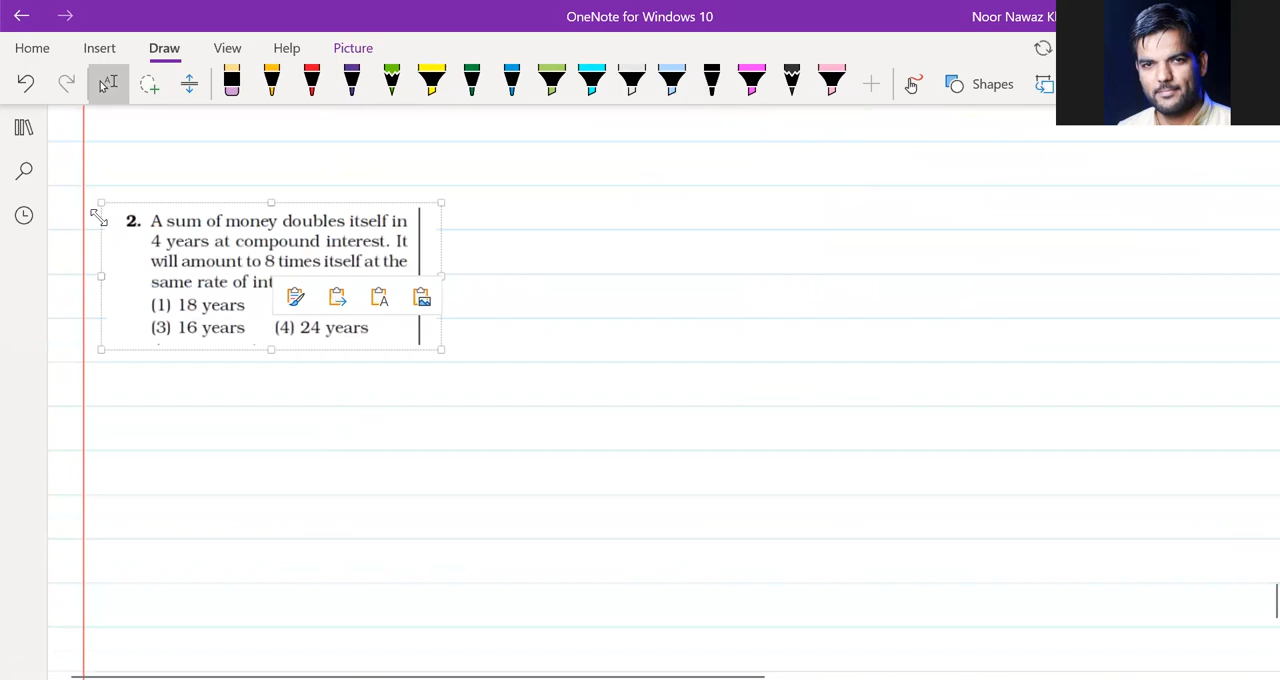 OneNote for Windows 10
Noor Nawaz Kl
Home Insert Draw View Help Picture
Shapes
2. A sum of money doubles itself in
4 years at compound interest. It
will amount to 8 times itself at the
same rate of int
(1) 18 years
(3) 16 years (4) 24 years